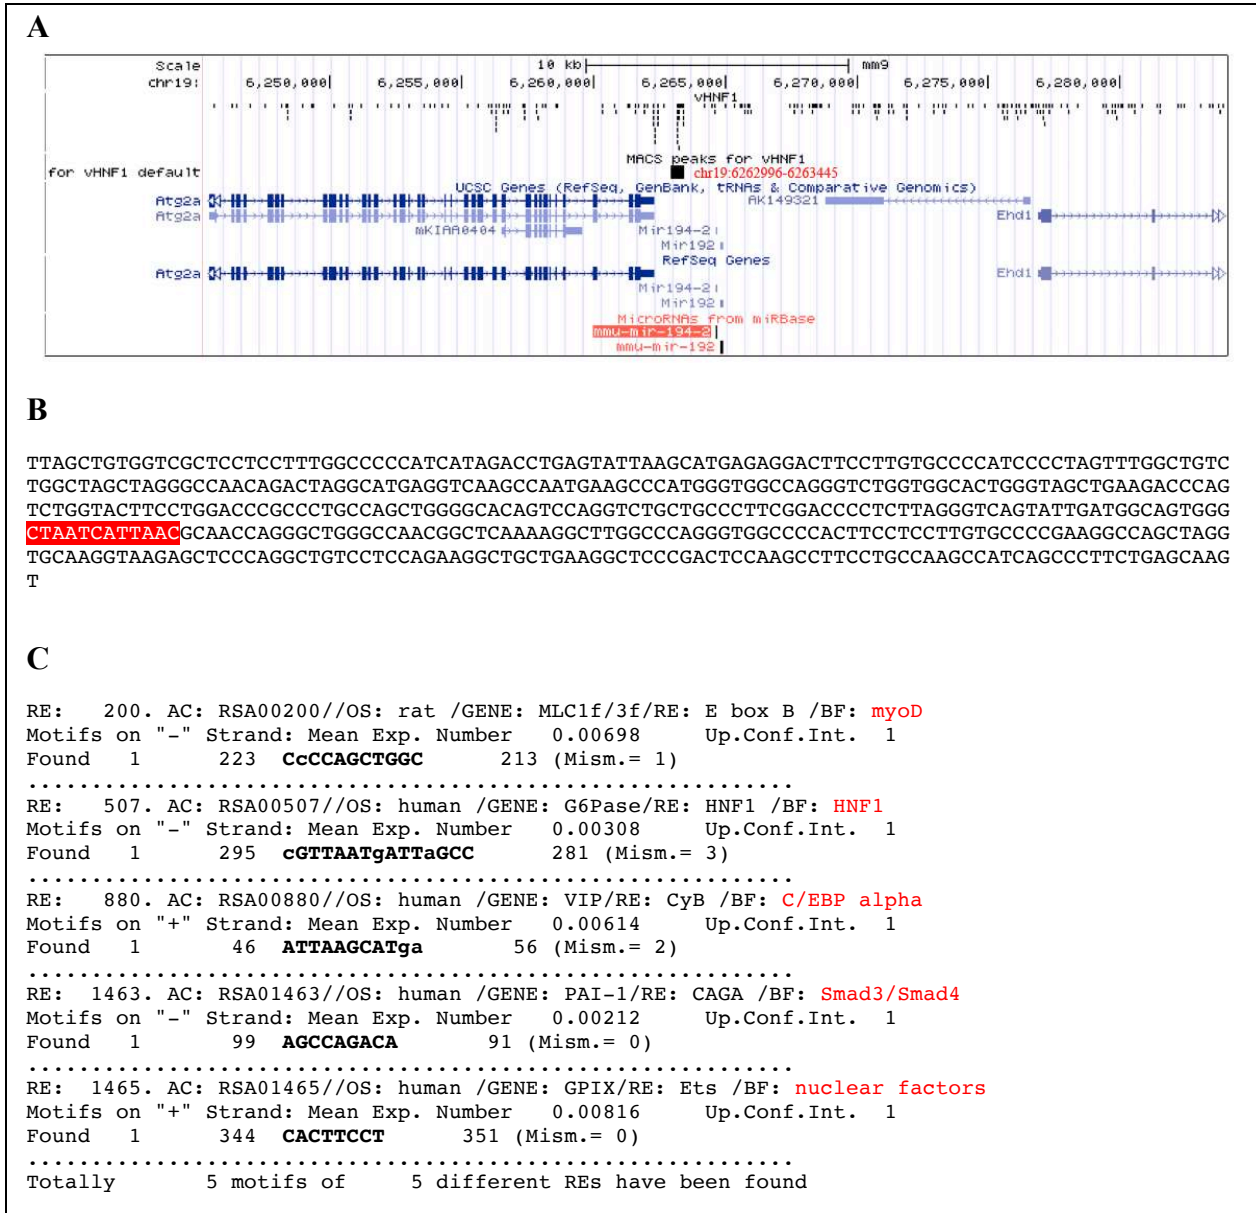 A
Scale 10 kb mm9
chr19: 6,250,000 6,255,000 6,260,000 6,265,000 6,270,000 6,275,000 6,280,000
vHNF1
MACS peaks for vHNF1
for vHNF1 default chr19:6262996-6263445
UCSC Genes (RefSeq, GenBank, tRNAs & Comparative Genomics)
Atg2a AK149321
Atg2a Ehd1
mKIAA0404 Mir194-2
Mir192
RefSeq Genes
Atg2a Ehd1
Mir194-2
Mir192
MicroRNAs from miRBase
mmu-mir-194-2
mmu-mir-192
B
TTAGCTGTGGTCGCTCCTCCTTTGGCCCCCATCATAGACCTGAGTATTAAGCATGAGAGGACTTCCTTGTGCCCCATCCCCTAGTTTGGCTGTC
TGGCTAGCTAGGGCCAACAGACTAGGCATGAGGTCAAGCCAATGAAGCCCATGGGTGGCCAGGGTCTGGTGGCACTGGGTAGCTGAAGACCCAG
TCTGGTACTTCCTGGACCCGCCCTGCCAGCTGGGGCACAGTCCAGGTCTGCTGCCCTTCGGACCCCTCTTAGGGTCAGTATTGATGGCAGTGGG
CTAATCATTAACGCAACCAGGGCTGGGCCAACGGCTCAAAAGGCTTGGCCCAGGGTGGCCCCACTTCCTCCTTGTGCCCCGAAGGCCAGCTAGG
TGCAAGGTAAGAGCTCCCAGGCTGTCCTCCAGAAGGCTGCTGAAGGCTCCCGACTCCAAGCCTTCCTGCCAAGCCATCAGCCCTTCTGAGCAAG
T
C
RE: 200. AC: RSA00200//OS: rat /GENE: MLC1f/3f/RE: E box B /BF: myoD
Motifs on "-" Strand: Mean Exp. Number 0.00698 Up.Conf.Int. 1
Found 1 223 CcCCAGCTGGC 213 (Mism.= 1)
............................................................
RE: 507. AC: RSA00507//OS: human /GENE: G6Pase/RE: HNF1 /BF: HNF1
Motifs on "-" Strand: Mean Exp. Number 0.00308 Up.Conf.Int. 1
Found 1 295 cGTTAATgATTaGCC 281 (Mism.= 3)
............................................................
RE: 880. AC: RSA00880//OS: human /GENE: VIP/RE: CyB /BF: C/EBP alpha
Motifs on "+" Strand: Mean Exp. Number 0.00614 Up.Conf.Int. 1
Found 1 46 ATTAAGCATga 56 (Mism.= 2)
............................................................
RE: 1463. AC: RSA01463//OS: human /GENE: PAI-1/RE: CAGA /BF: Smad3/Smad4
Motifs on "-" Strand: Mean Exp. Number 0.00212 Up.Conf.Int. 1
Found 1 99 AGCCAGACA 91 (Mism.= 0)
............................................................
RE: 1465. AC: RSA01465//OS: human /GENE: GPIX/RE: Ets /BF: nuclear factors
Motifs on "+" Strand: Mean Exp. Number 0.00816 Up.Conf.Int. 1
Found 1 344 CACTTCCT 351 (Mism.= 0)
............................................................
Totally 5 motifs of 5 different REs have been found